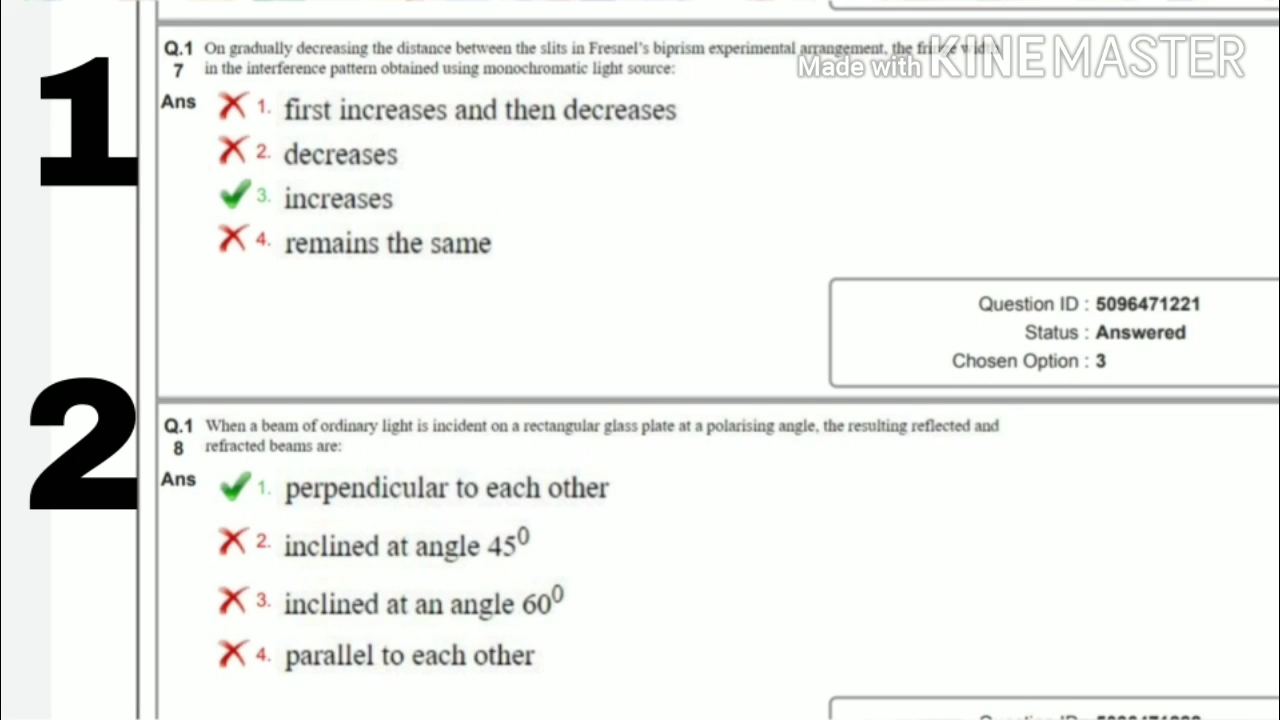 1
Q.1 On gradually decreasing the distance between the slits in Fresnel's biprism experimental arrangement, the
7 in the interference pattern obtained using monochromatic light source:
Made with KINEMASTER
Ans 1. first increases and then decreases
2. decreases
3. increases
4. remains the same
Question ID : 5096471221
Status : Answered
Chosen Option : 3
2
Q.1 When a beam of ordinary light is incident on a rectangular glass plate at a polarising angle, the resulting reflected and
8 refracted beams are:
Ans 1. perpendicular to each other
2. inclined at angle 45⁰
3. inclined at an angle 60⁰
4. parallel to each other